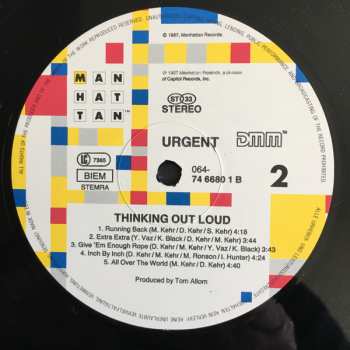 ℗ 1987, Manhattan Records
MAN
HAT
TAN™
© 1987 Manhattan Records, a division
of Capitol Records, Inc.
ST 33
STEREO
URGENT
DMM™
LC 7365
BIEM
STEMRA
064-
74 6680 1 B
2
THINKING OUT LOUD
1. Running Back (M. Kehr / D. Kehr / S. Kehr) 4:18
2. Extra Extra (Y. Vaz / K. Black / D. Kehr / M. Kehr) 3:44
3. Give 'Em Enough Rope (D. Kehr / M. Kehr / Y. Vaz / K. Black) 3:43
4. Inch By Inch (D. Kehr / M. Kehr / M. Ronson / I. Hunter) 4:24
5. All Over The World (M. Kehr / D. Kehr) 4:40
Produced by Tom Allom